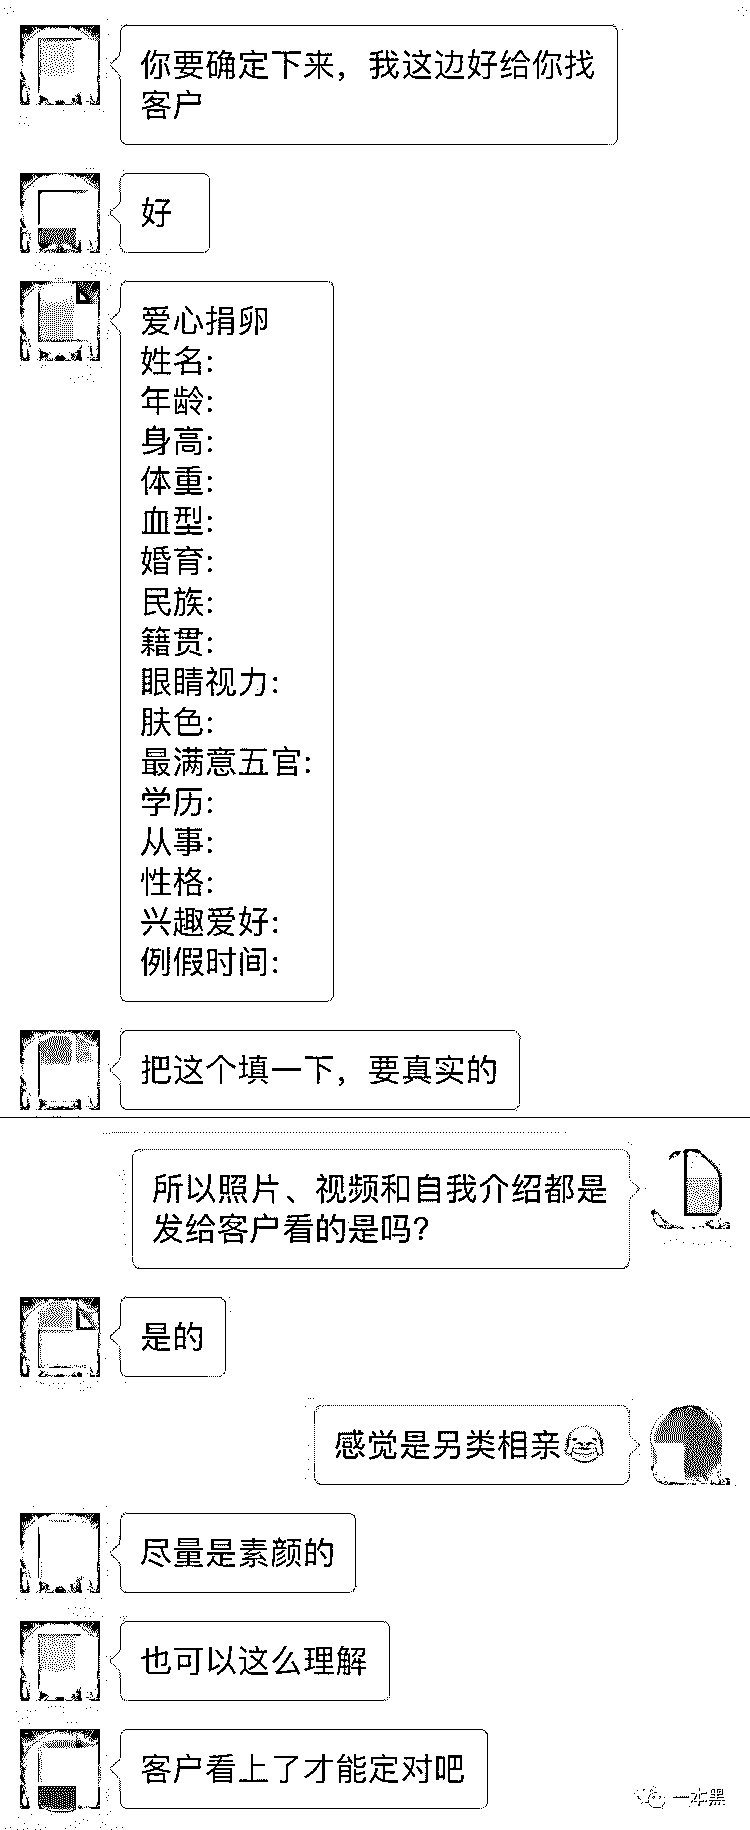 你要确定下来，我这边好给你找
客户
好
爱心捐卵
姓名:
年龄:
身高:
体重:
血型:
婚育:
民族:
籍贯:
眼睛视力:
肤色:
最满意五官:
学历:
从事:
性格:
兴趣爱好:
例假时间:
把这个填一下，要真实的
所以照片、视频和自我介绍都是
发给客户看的是吗？
是的
感觉是另类相亲
尽量是素颜的
也可以这么理解
客户看上了才能定对吧
一本黑